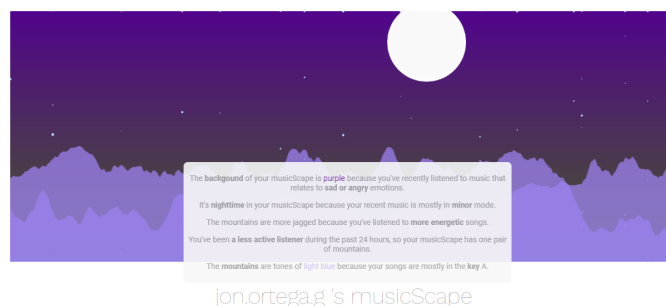 The backgound of your musicScape is purple because you've recently listened to music that
relates to sad or angry emotions.
It's nighttime in your musicScape because your recent music is mostly in minor mode.
The mountains are more jagged because you've listened to more energetic songs.
You've been a less active listener during the past 24 hours, so your musicScape has one pair
of mountains.
The mountains are tones of light blue because your songs are mostly in the key A.
jon.ortega.g 's musicScape